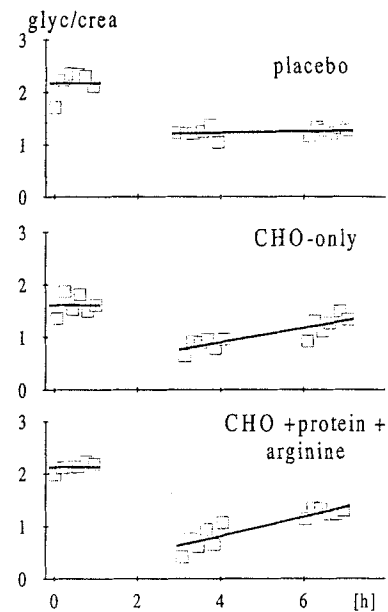 glyc/crea
3
placebo
2
1
0
3
CHO-only
2
1
0
3
CHO +protein +
arginine
2
1
0
0 2 4 6 [h]